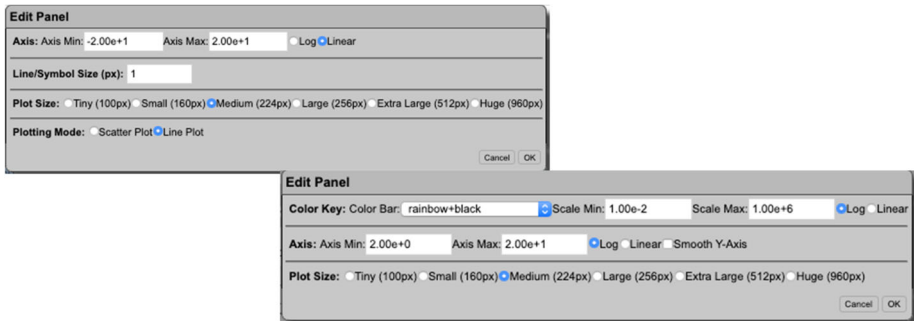 Edit Panel
Axis: Axis Min: -2.00e+1 Axis Max: 2.00e+1 Log Linear
Line/Symbol Size (px): 1
Plot Size: Tiny (100px) Small (160px) Medium (224px) Large (256px) Extra Large (512px) Huge (960px)
Plotting Mode: Scatter Plot Line Plot
Cancel OK
Edit Panel
Color Key: Color Bar: rainbow+black Scale Min: 1.00e-2 Scale Max: 1.00e+6 Log Linear
Axis: Axis Min: 2.00e+0 Axis Max: 2.00e+1 Log Linear Smooth Y-Axis
Plot Size: Tiny (100px) Small (160px) Medium (224px) Large (256px) Extra Large (512px) Huge (960px)
Cancel OK